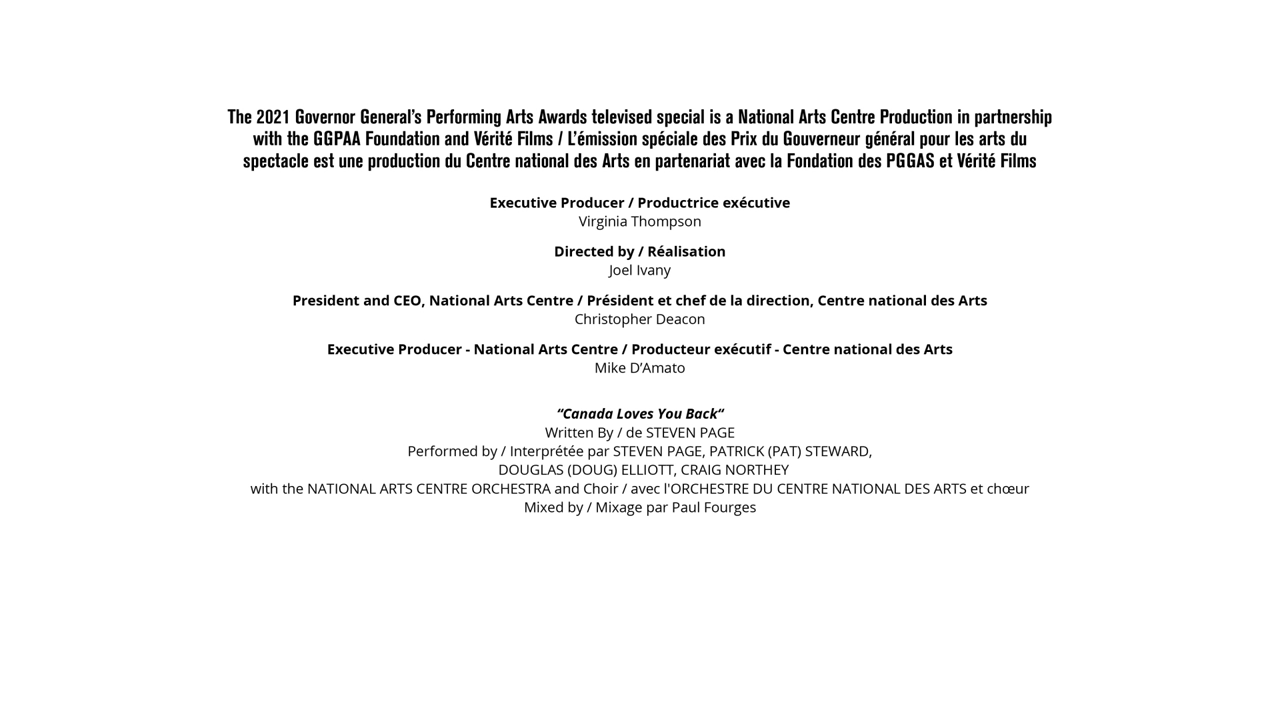 The 2021 Governor General’s Performing Arts Awards televised special is a National Arts Centre Production in partnership
with the GGPAA Foundation and Vérité Films / L’émission spéciale des Prix du Gouverneur général pour les arts du
spectacle est une production du Centre national des Arts en partenariat avec la Fondation des PGGAS et Vérité Films
Executive Producer / Productrice exécutive
Virginia Thompson
Directed by / Réalisation
Joel Ivany
President and CEO, National Arts Centre / Président et chef de la direction, Centre national des Arts
Christopher Deacon
Executive Producer - National Arts Centre / Producteur exécutif - Centre national des Arts
Mike D’Amato
“Canada Loves You Back“
Written By / de STEVEN PAGE
Performed by / Interprétée par STEVEN PAGE, PATRICK (PAT) STEWARD,
DOUGLAS (DOUG) ELLIOTT, CRAIG NORTHEY
with the NATIONAL ARTS CENTRE ORCHESTRA and Choir / avec l'ORCHESTRE DU CENTRE NATIONAL DES ARTS et chœur
Mixed by / Mixage par Paul Fourges